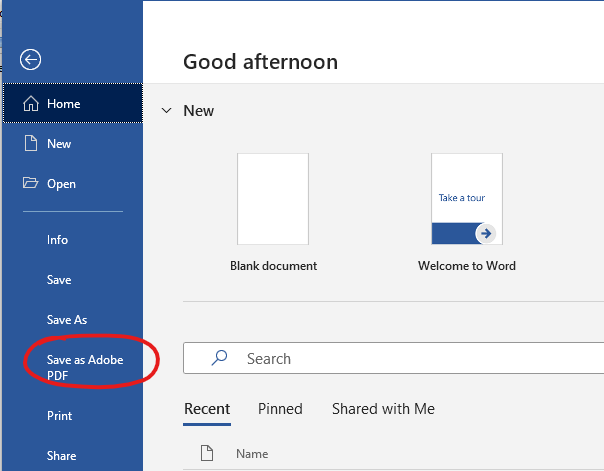 Good afternoon
Home
New
New
Open
Take a tour
Blank document
Welcome to Word
Info
Save
Save As
Save as Adobe
PDF
Print
Share
Search
Recent
Pinned
Shared with Me
Name